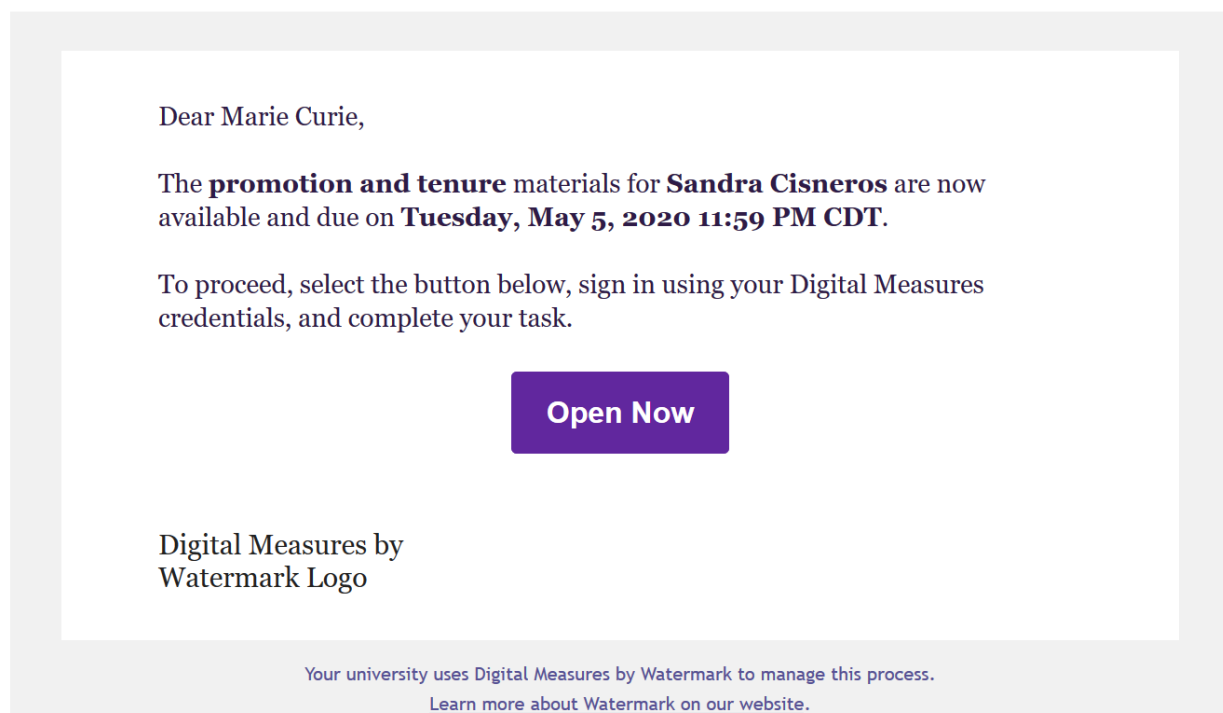 Dear Marie Curie,
The promotion and tenure materials for Sandra Cisneros are now
available and due on Tuesday, May 5, 2020 11:59 PM CDT.
To proceed, select the button below, sign in using your Digital Measures
credentials, and complete your task.
Open Now
Digital Measures by
Watermark Logo
Your university uses Digital Measures by Watermark to manage this process.
Learn more about Watermark on our website.